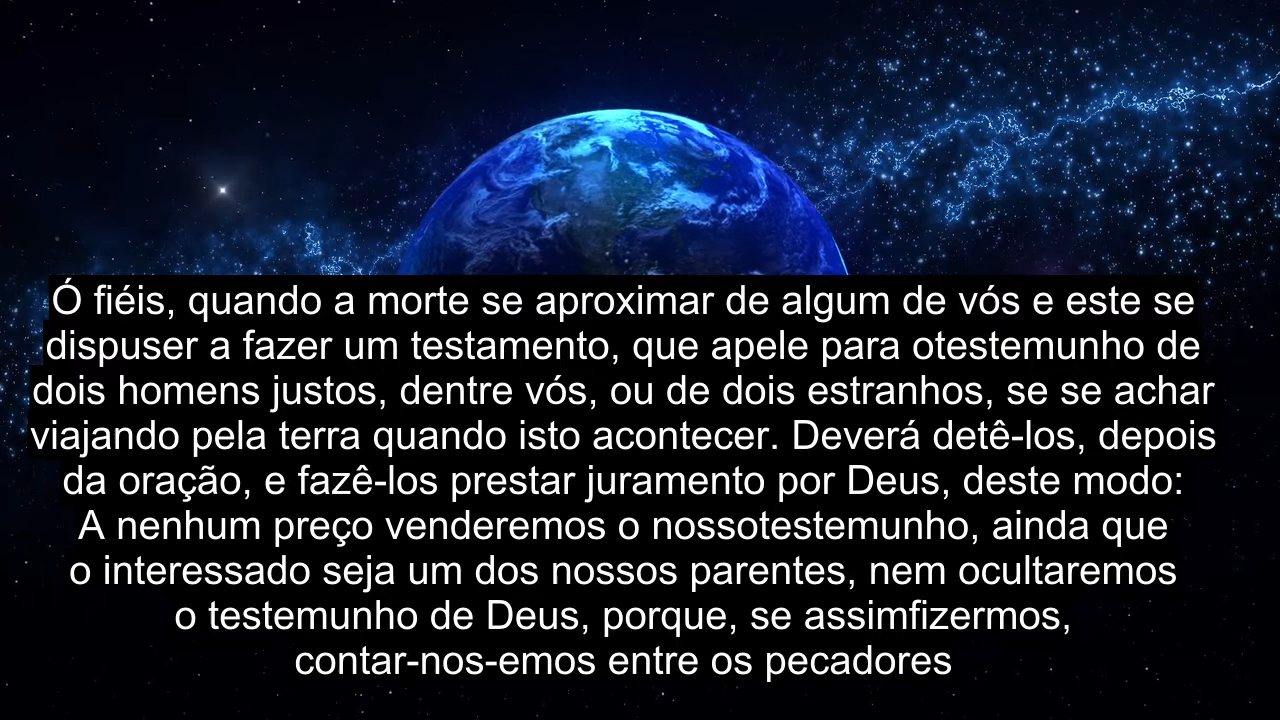 Ó fiéis, quando a morte se aproximar de algum de vós e este se
dispuser a fazer um testamento, que apele para otestemunho de
dois homens justos, dentre vós, ou de dois estranhos, se se achar
viajando pela terra quando isto acontecer. Deverá detê-los, depois
da oração, e fazê-los prestar juramento por Deus, deste modo:
A nenhum preço venderemos o nossotestemunho, ainda que
o interessado seja um dos nossos parentes, nem ocultaremos
o testemunho de Deus, porque, se assimfizermos,
contar-nos-emos entre os pecadores